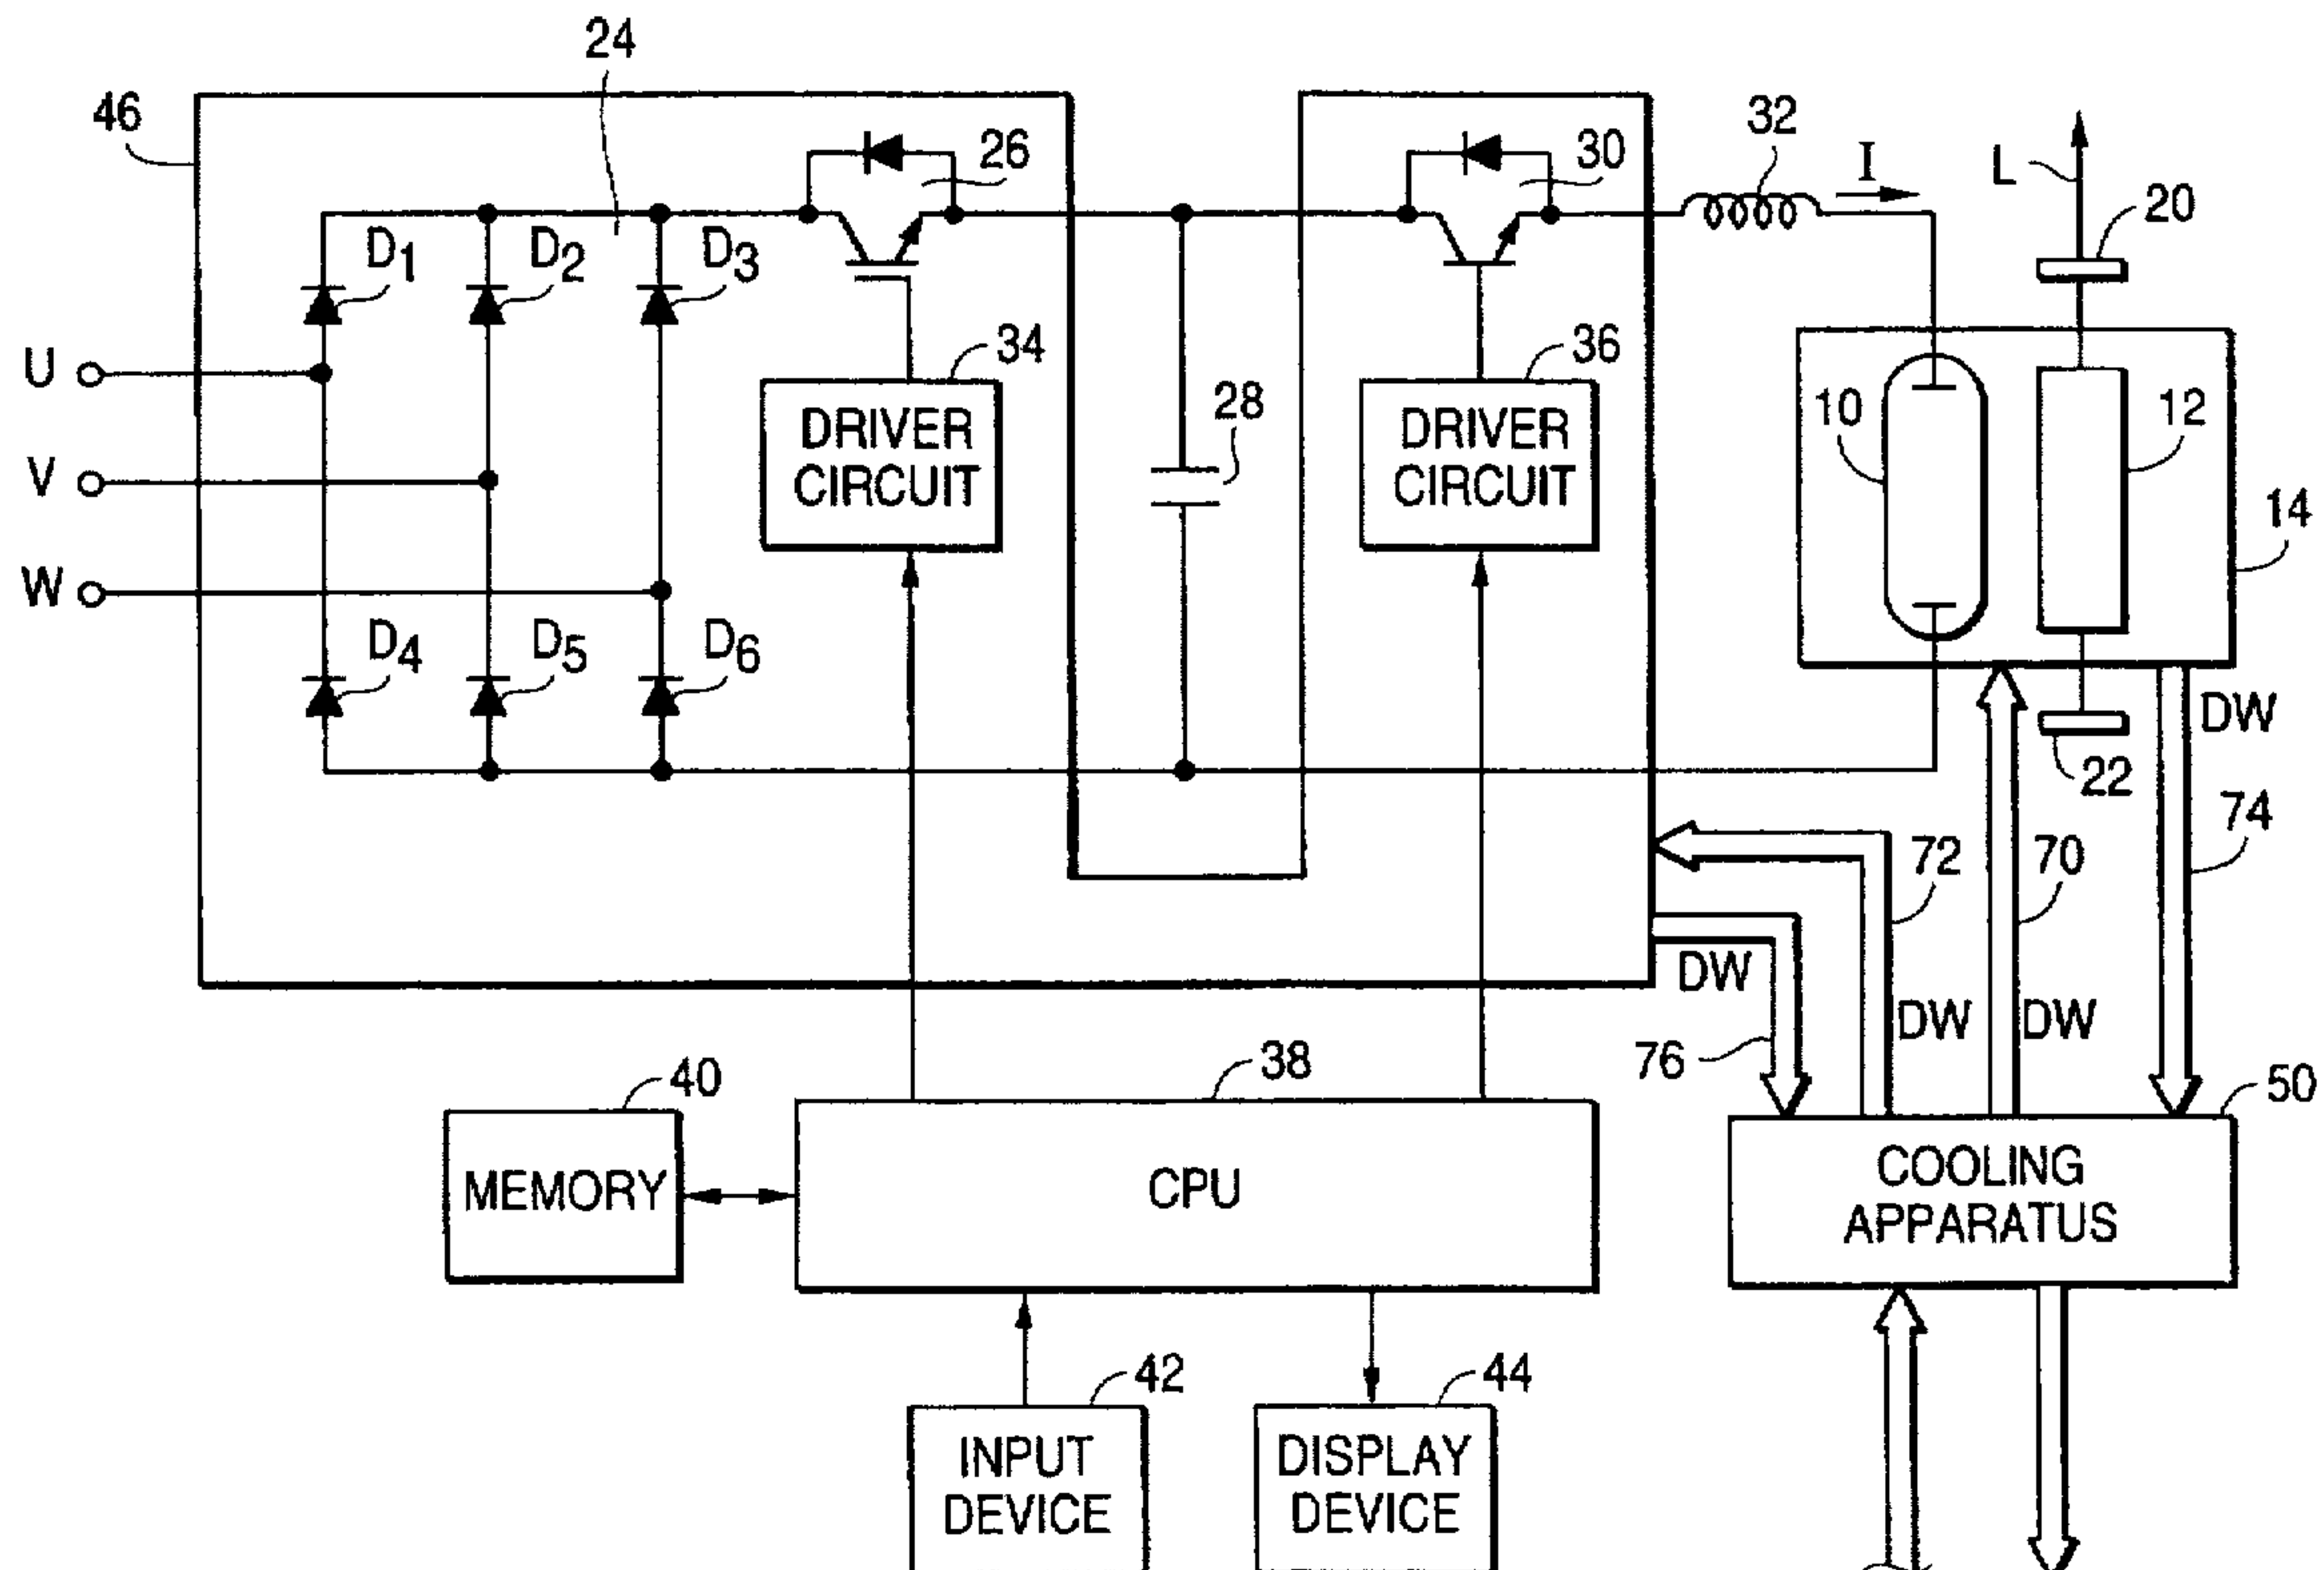 24
46
26
30
32
I
L
20
D1
D2
D3
34
36
U
28
10
12
DRIVER
CIRCUIT
DRIVER
CIRCUIT
V
14
W
D4
D5
D6
DW
22
74
72
70
DW
DW
DW
76
40
38
50
MEMORY
CPU
COOLING
APPARATUS
42
44
INPUT
DEVICE
DISPLAY
DEVICE